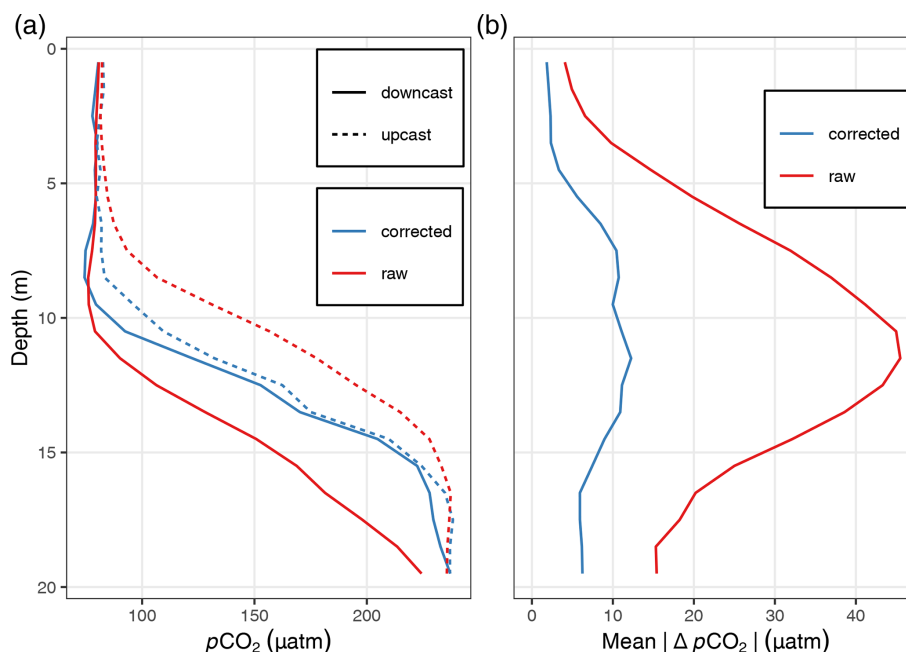 (a)
0
5
10
15
20
Depth (m)
100 150 200
pCO₂ (µatm)
downcast
upcast
corrected
raw
(b)
corrected
raw
0 10 20 30 40
Mean | Δ pCO₂ | (µatm)